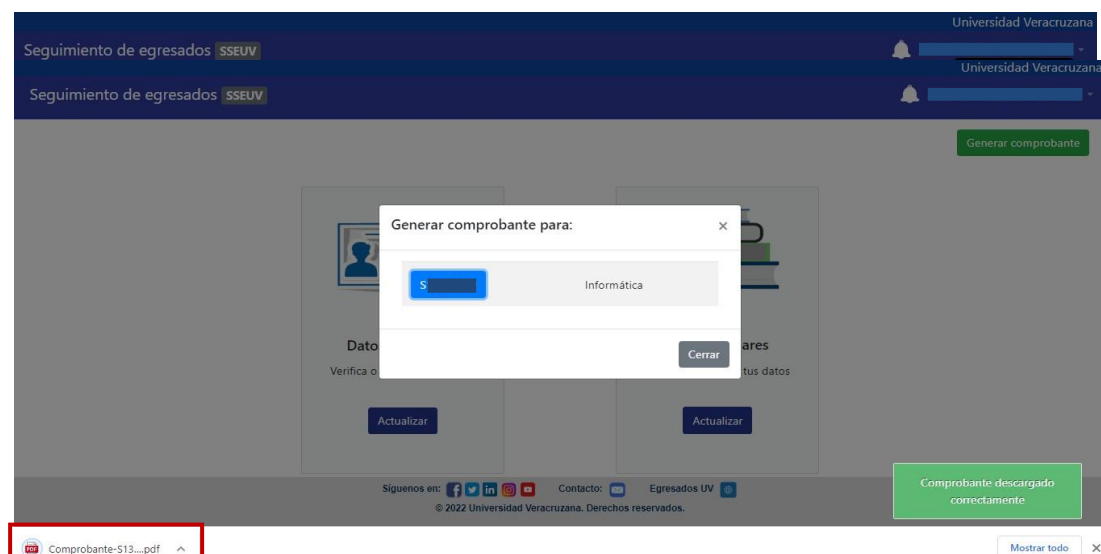 Universidad Veracruzana
Seguimiento de egresados SSEUV
Universidad Veracruzana
Seguimiento de egresados SSEUV
Generar comprobante
Generar comprobante para: ×
S Informática
Cerrar
Dato ares
Verifica o tus datos
Actualizar Actualizar
Comprobante descargado
correctamente
Síguenos en: Contacto: Egresados UV
© 2022 Universidad Veracruzana. Derechos reservados.
PDF Comprobante-S13....pdf Mostrar todo ×